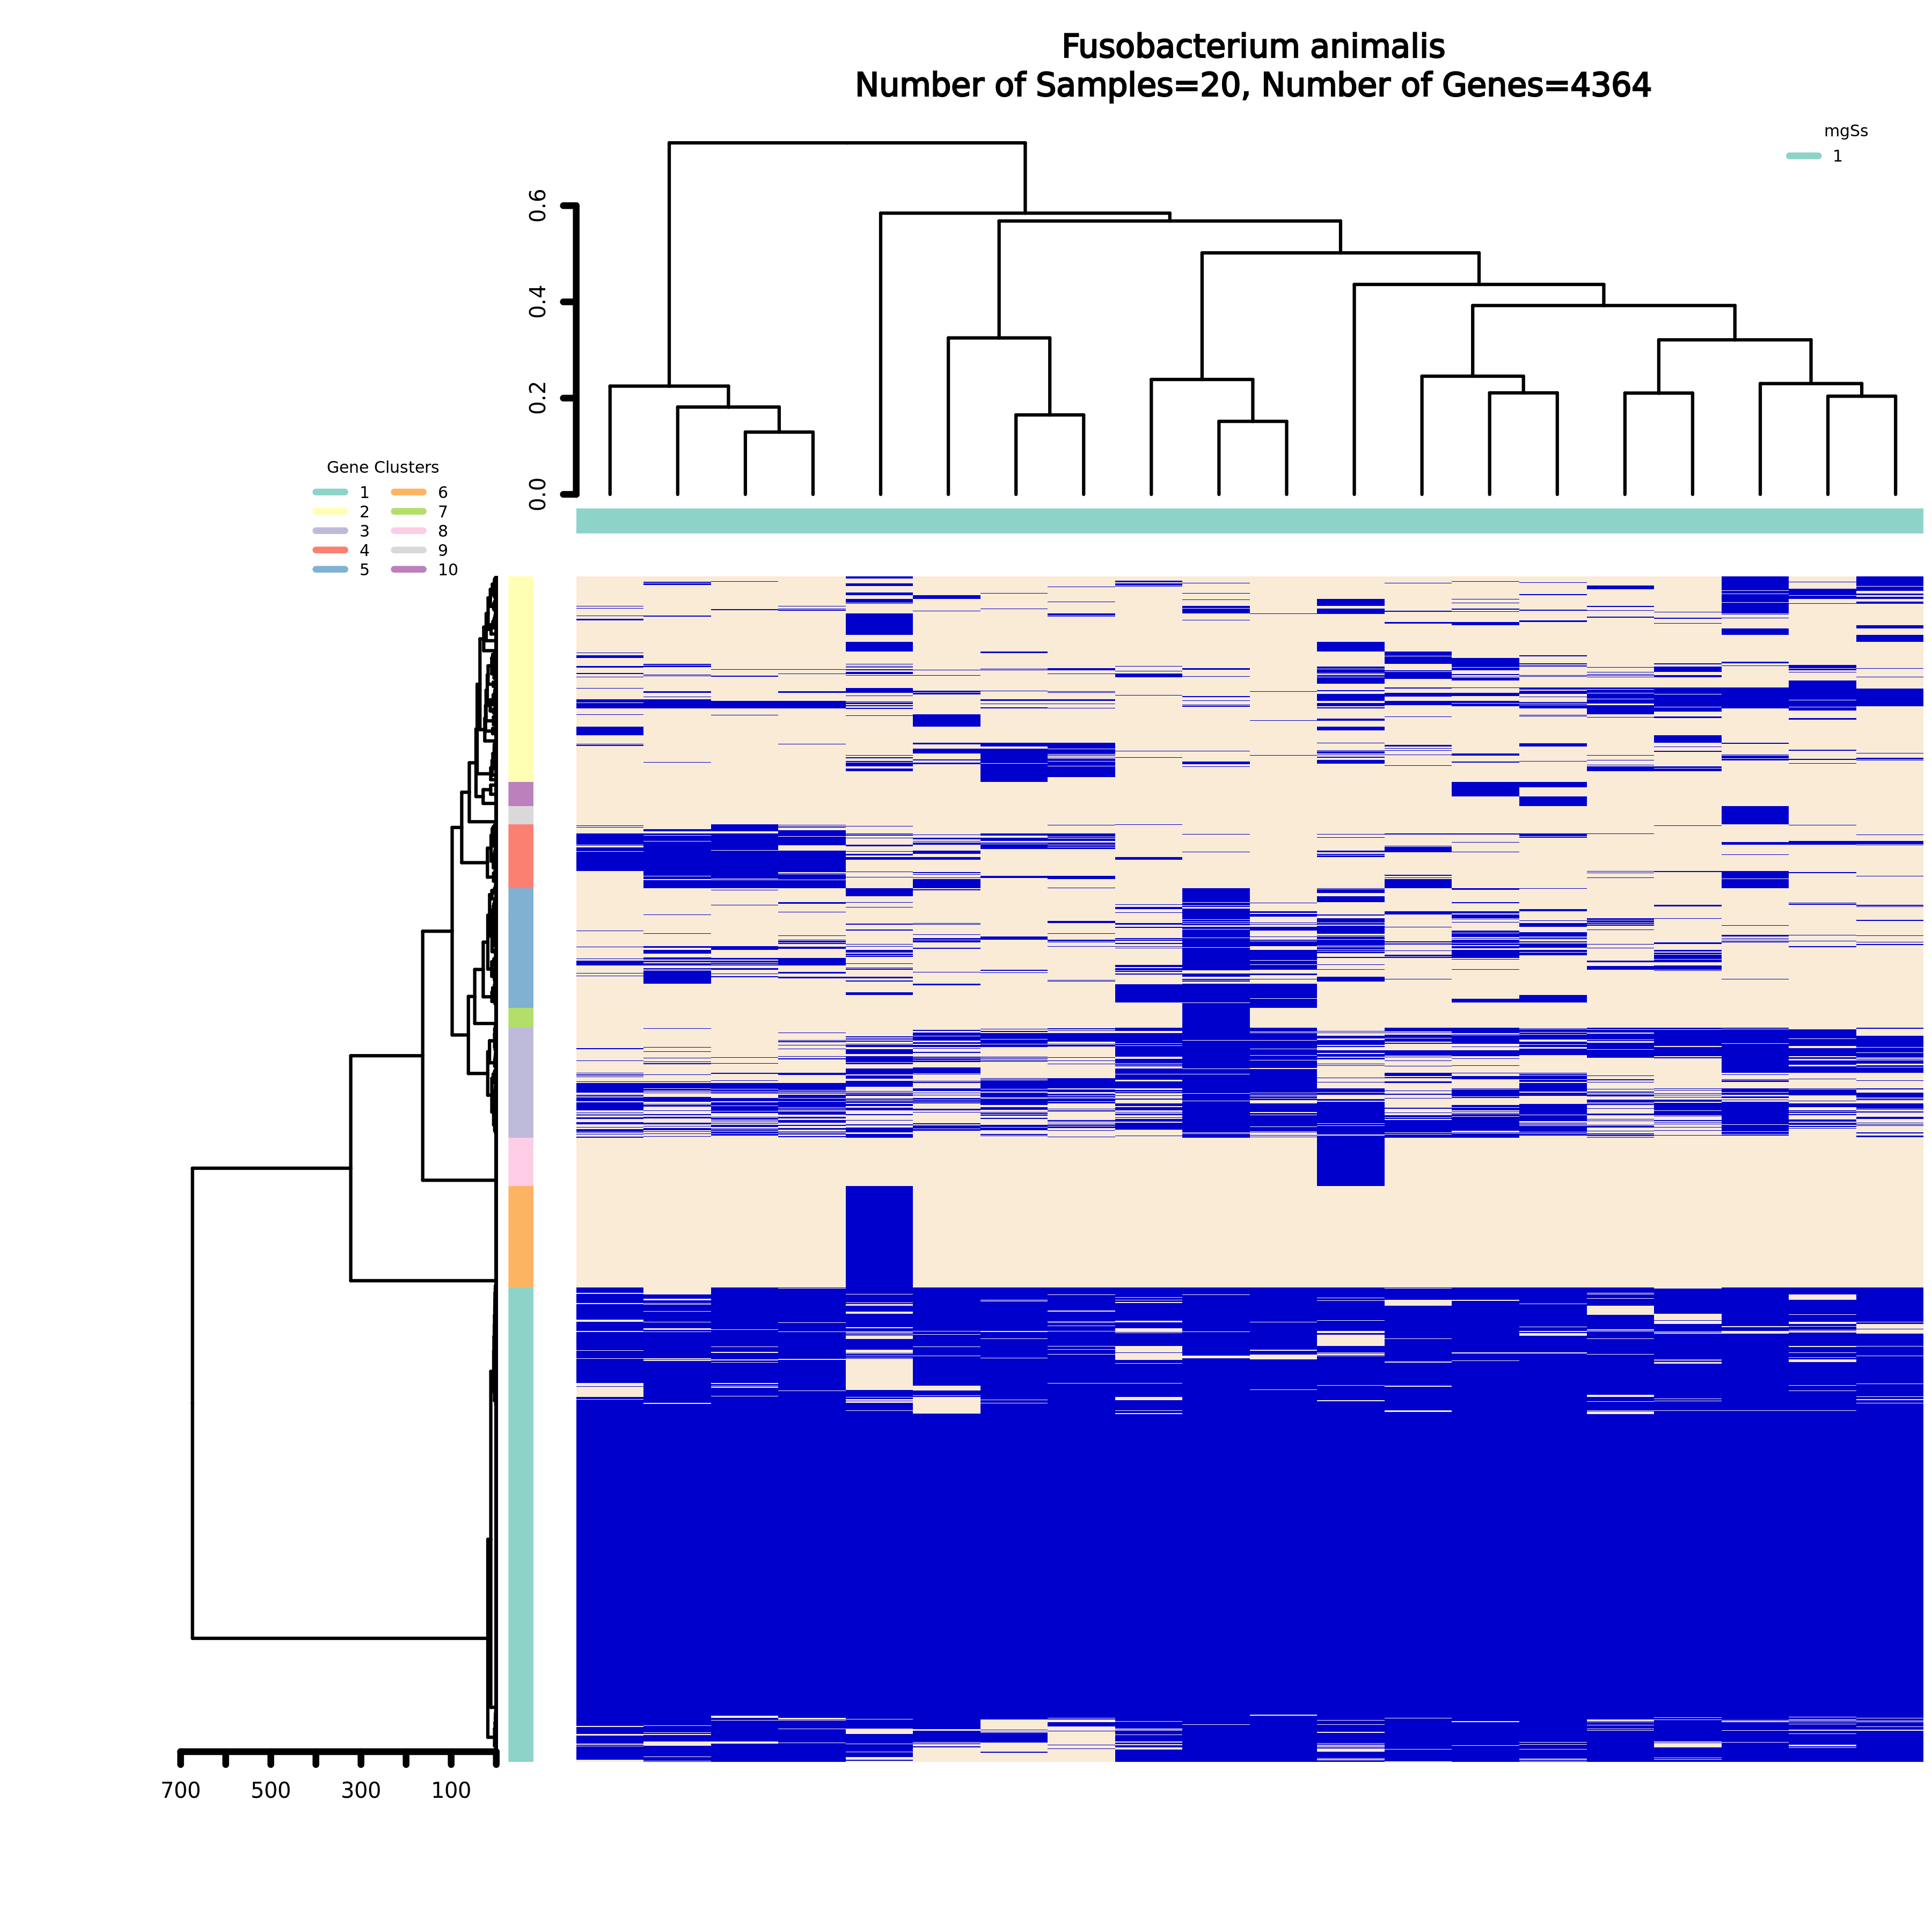 Fusobacterium animalis
Number of Samples=20, Number of Genes=4364
mgSs
1
0.6
0.4
0.2
0.0
Gene Clusters
1 6
2 7
3 8
4 9
5 10
700 500 300 100